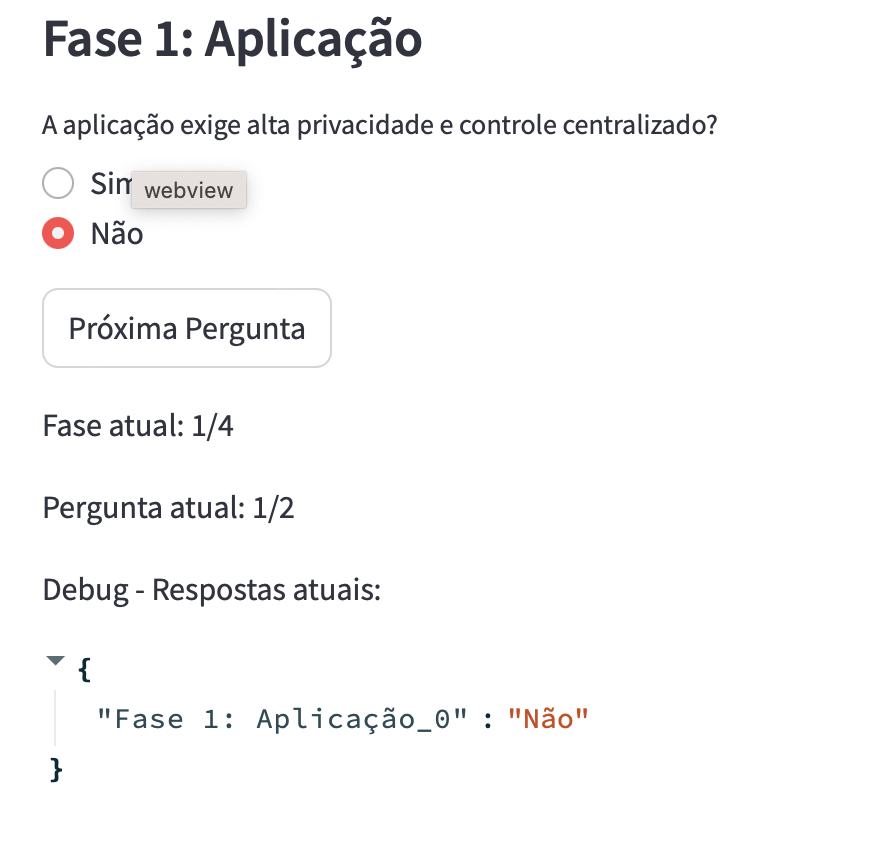 Fase 1: Aplicação
A aplicação exige alta privacidade e controle centralizado?
Sim
webview
Não
Próxima Pergunta
Fase atual: 1/4
Pergunta atual: 1/2
Debug - Respostas atuais:
{
"Fase 1: Aplicação_0" : "Não"
}